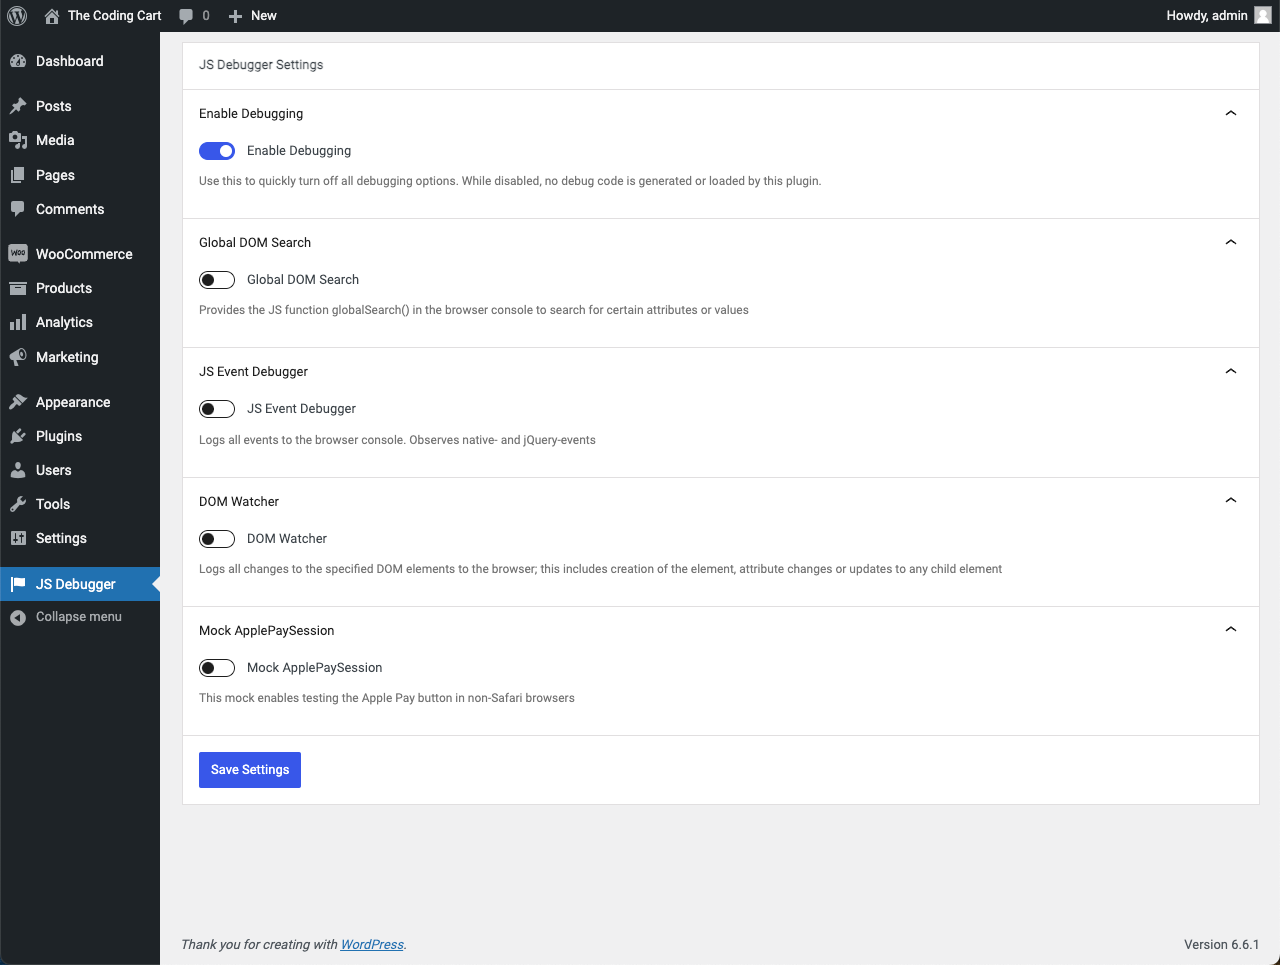 The Coding Cart 0 New Howdy, admin
Dashboard
Posts
Media
Pages
Comments
WOO WooCommerce
Products
Analytics
Marketing
Appearance
Plugins
Users
Tools
Settings
JS Debugger
Collapse menu
JS Debugger Settings
Enable Debugging
Enable Debugging
Use this to quickly turn off all debugging options. While disabled, no debug code is generated or loaded by this plugin.
Global DOM Search
Global DOM Search
Provides the JS function globalSearch() in the browser console to search for certain attributes or values
JS Event Debugger
JS Event Debugger
Logs all events to the browser console. Observes native- and jQuery-events
DOM Watcher
DOM Watcher
Logs all changes to the specified DOM elements to the browser; this includes creation of the element, attribute changes or updates to any child element
Mock ApplePaySession
Mock ApplePaySession
This mock enables testing the Apple Pay button in non-Safari browsers
Save Settings
Thank you for creating with WordPress. Version 6.6.1